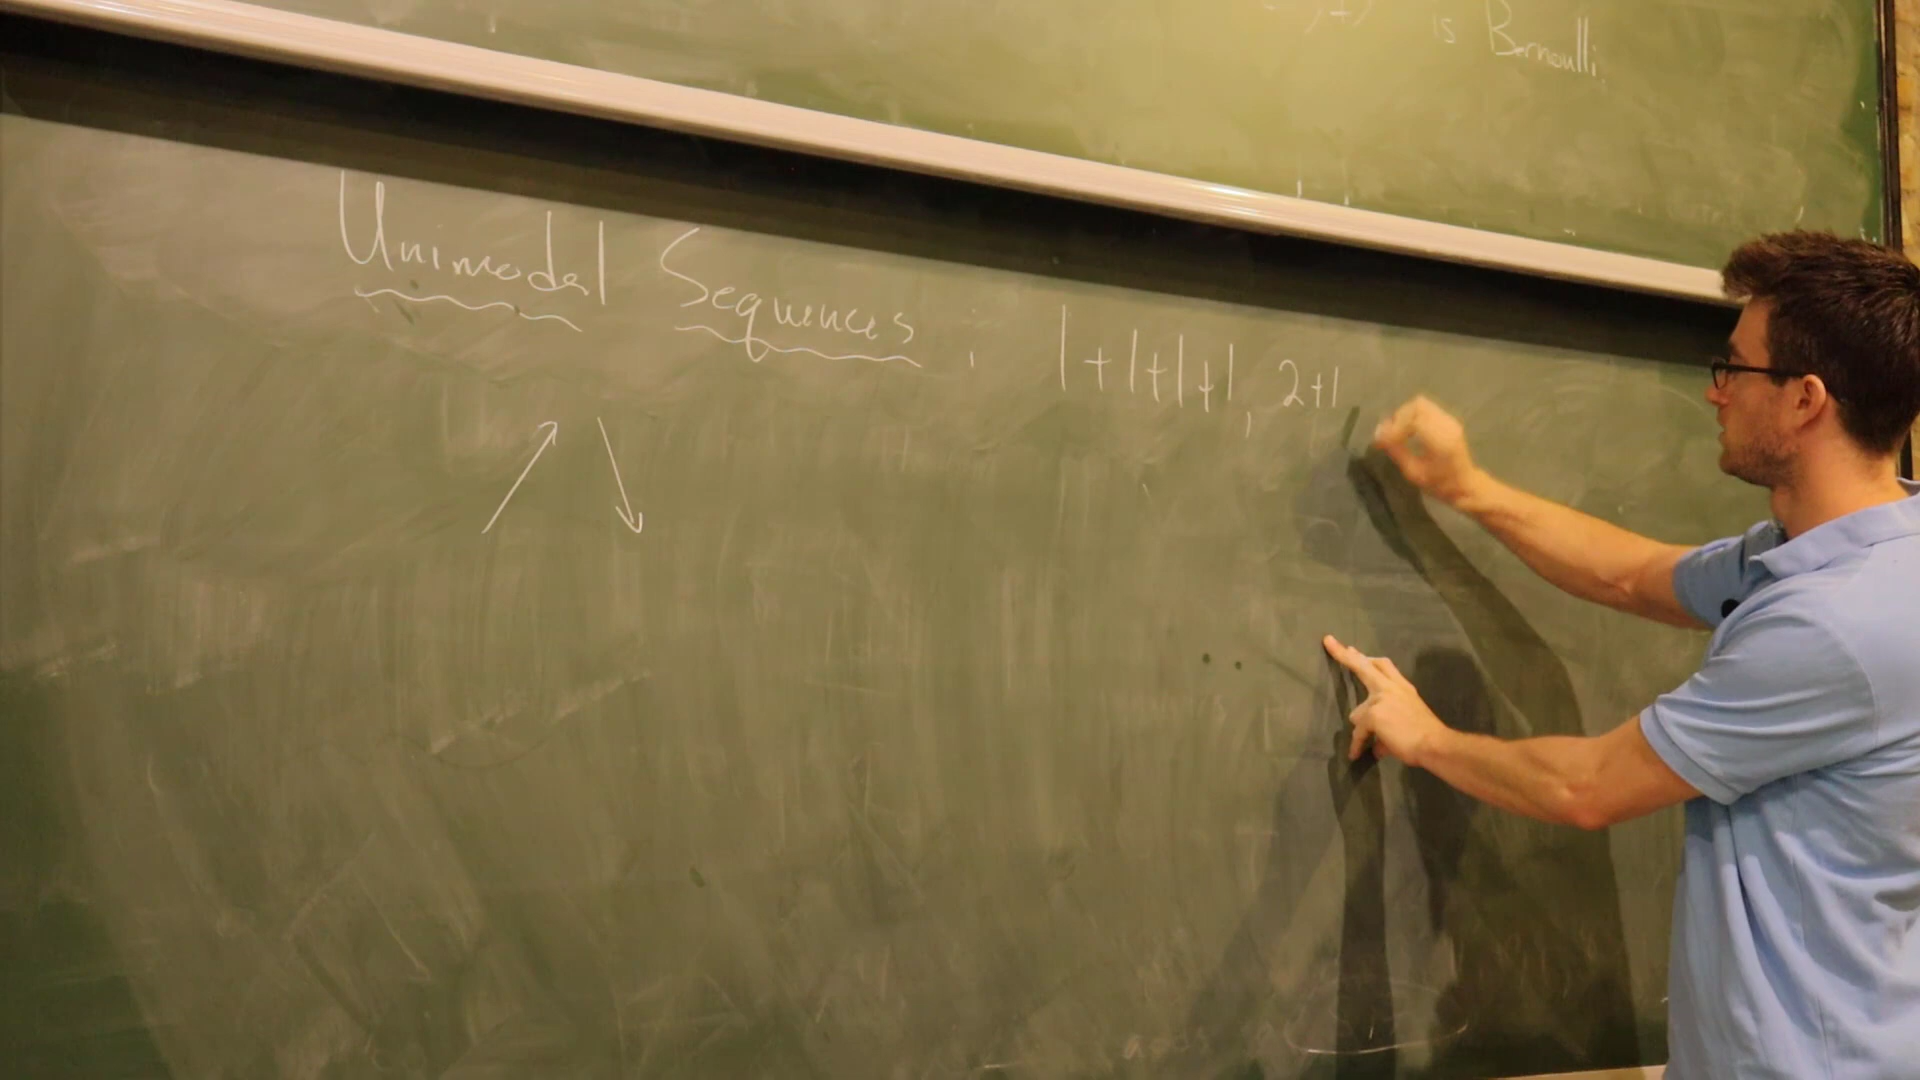 is Bernoulli.
Unimodal Sequences : 1+1+1+1, 2+1